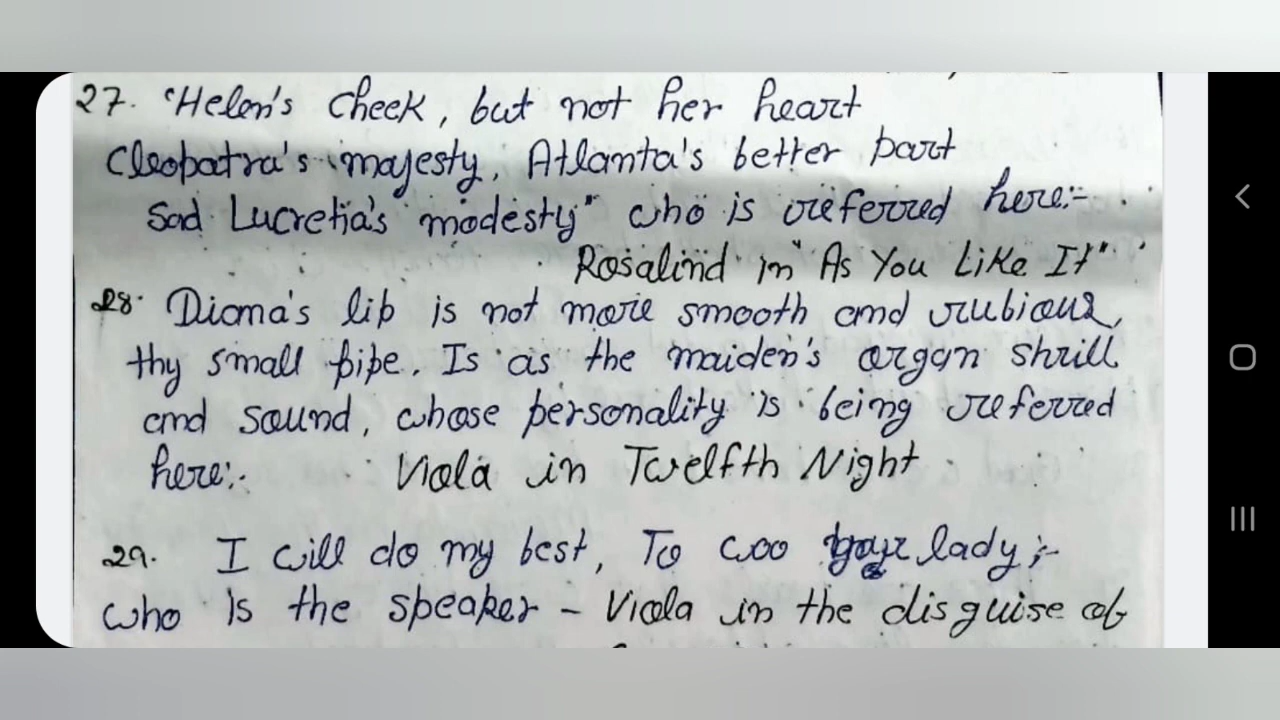 27. "Helen's cheek, but not her heart
Cleopatra's majesty, Atlanta's better part
Sad Lucretia's modesty" who is referred here:-
Rosalind in "As You Like It"
28. Diana's lip is not more smooth and rubious,
thy small pipe. Is as the maiden's organ shrill
and sound, whose personality is being referred
here:-     Viola in Twelfth Night
29. I will do my best, To woo your lady;-
who is the speaker - Viola in the disguise of